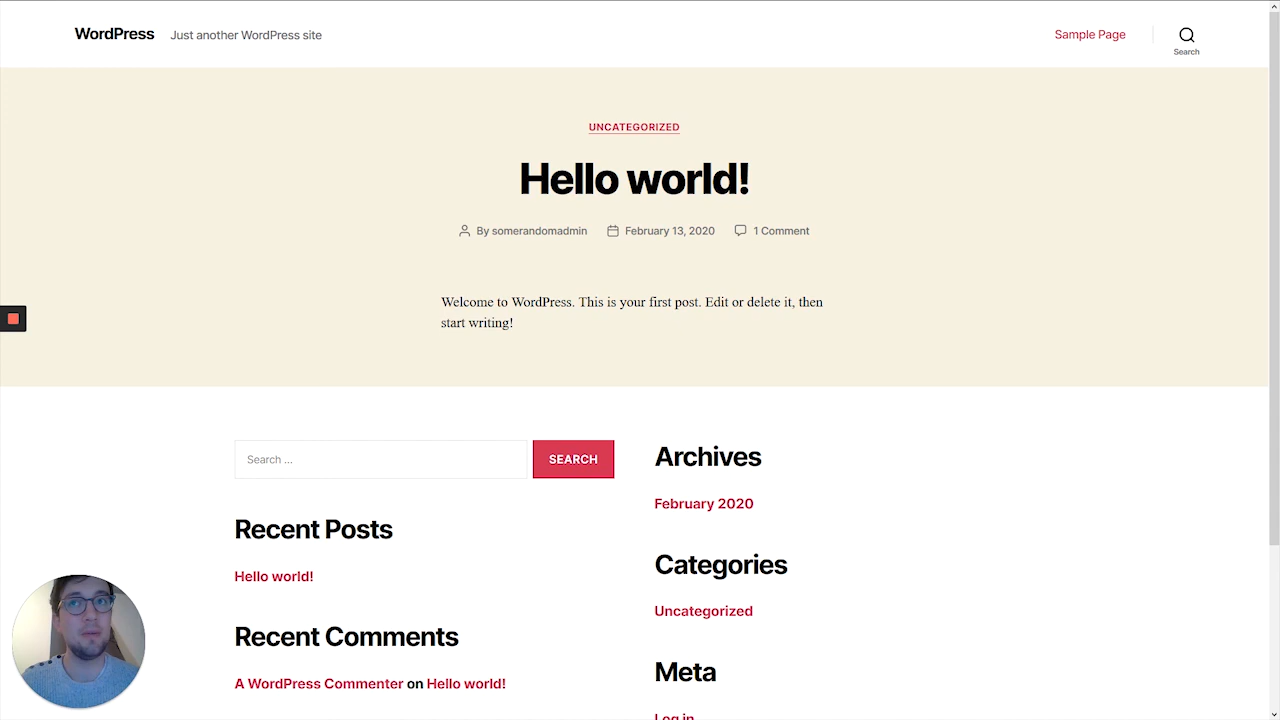 WordPress Just another WordPress site Sample Page
Search
UNCATEGORIZED
Hello world!
By somerandomadmin February 13, 2020 1 Comment
Welcome to WordPress. This is your first post. Edit or delete it, then
start writing!
Search ... SEARCH
Recent Posts
Hello world!
Recent Comments
A WordPress Commenter on Hello world!
Archives
February 2020
Categories
Uncategorized
Meta
Log in